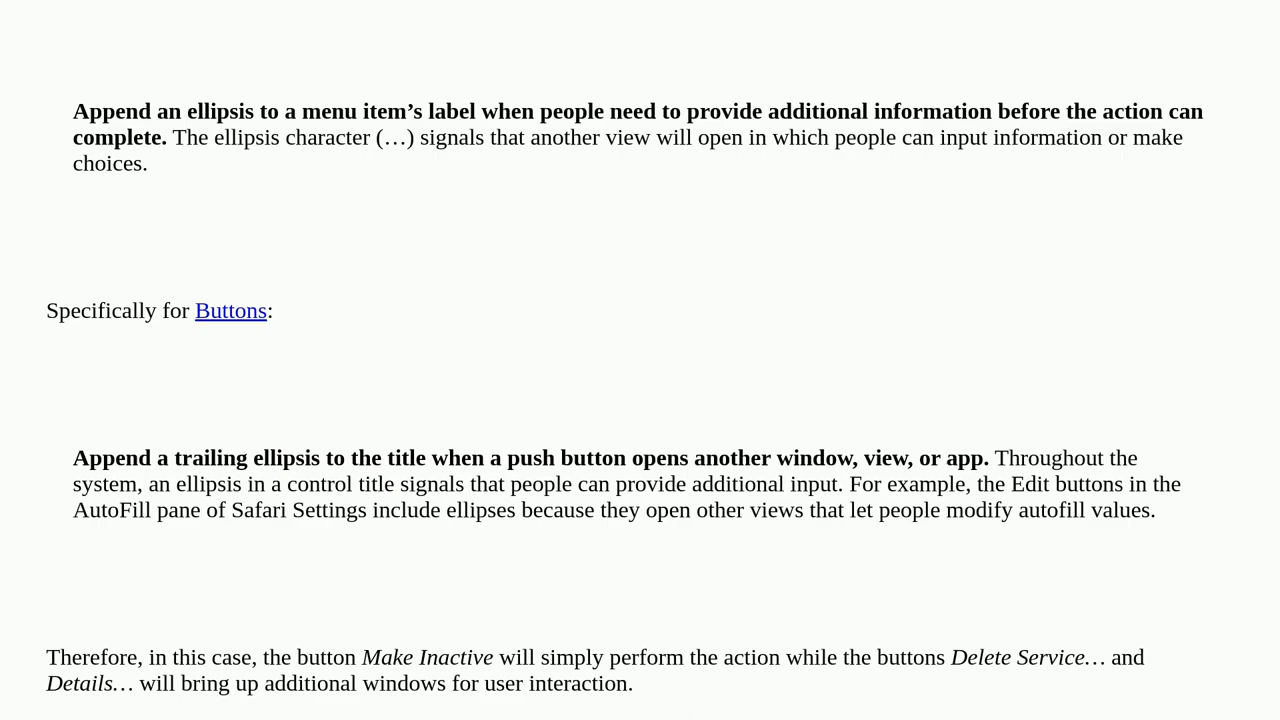 Append an ellipsis to a menu item’s label when people need to provide additional information before the action can
complete. The ellipsis character (…) signals that another view will open in which people can input information or make
choices.
Specifically for Buttons:
Append a trailing ellipsis to the title when a push button opens another window, view, or app. Throughout the
system, an ellipsis in a control title signals that people can provide additional input. For example, the Edit buttons in the
AutoFill pane of Safari Settings include ellipses because they open other views that let people modify autofill values.
Therefore, in this case, the button Make Inactive will simply perform the action while the buttons Delete Service… and
Details… will bring up additional windows for user interaction.